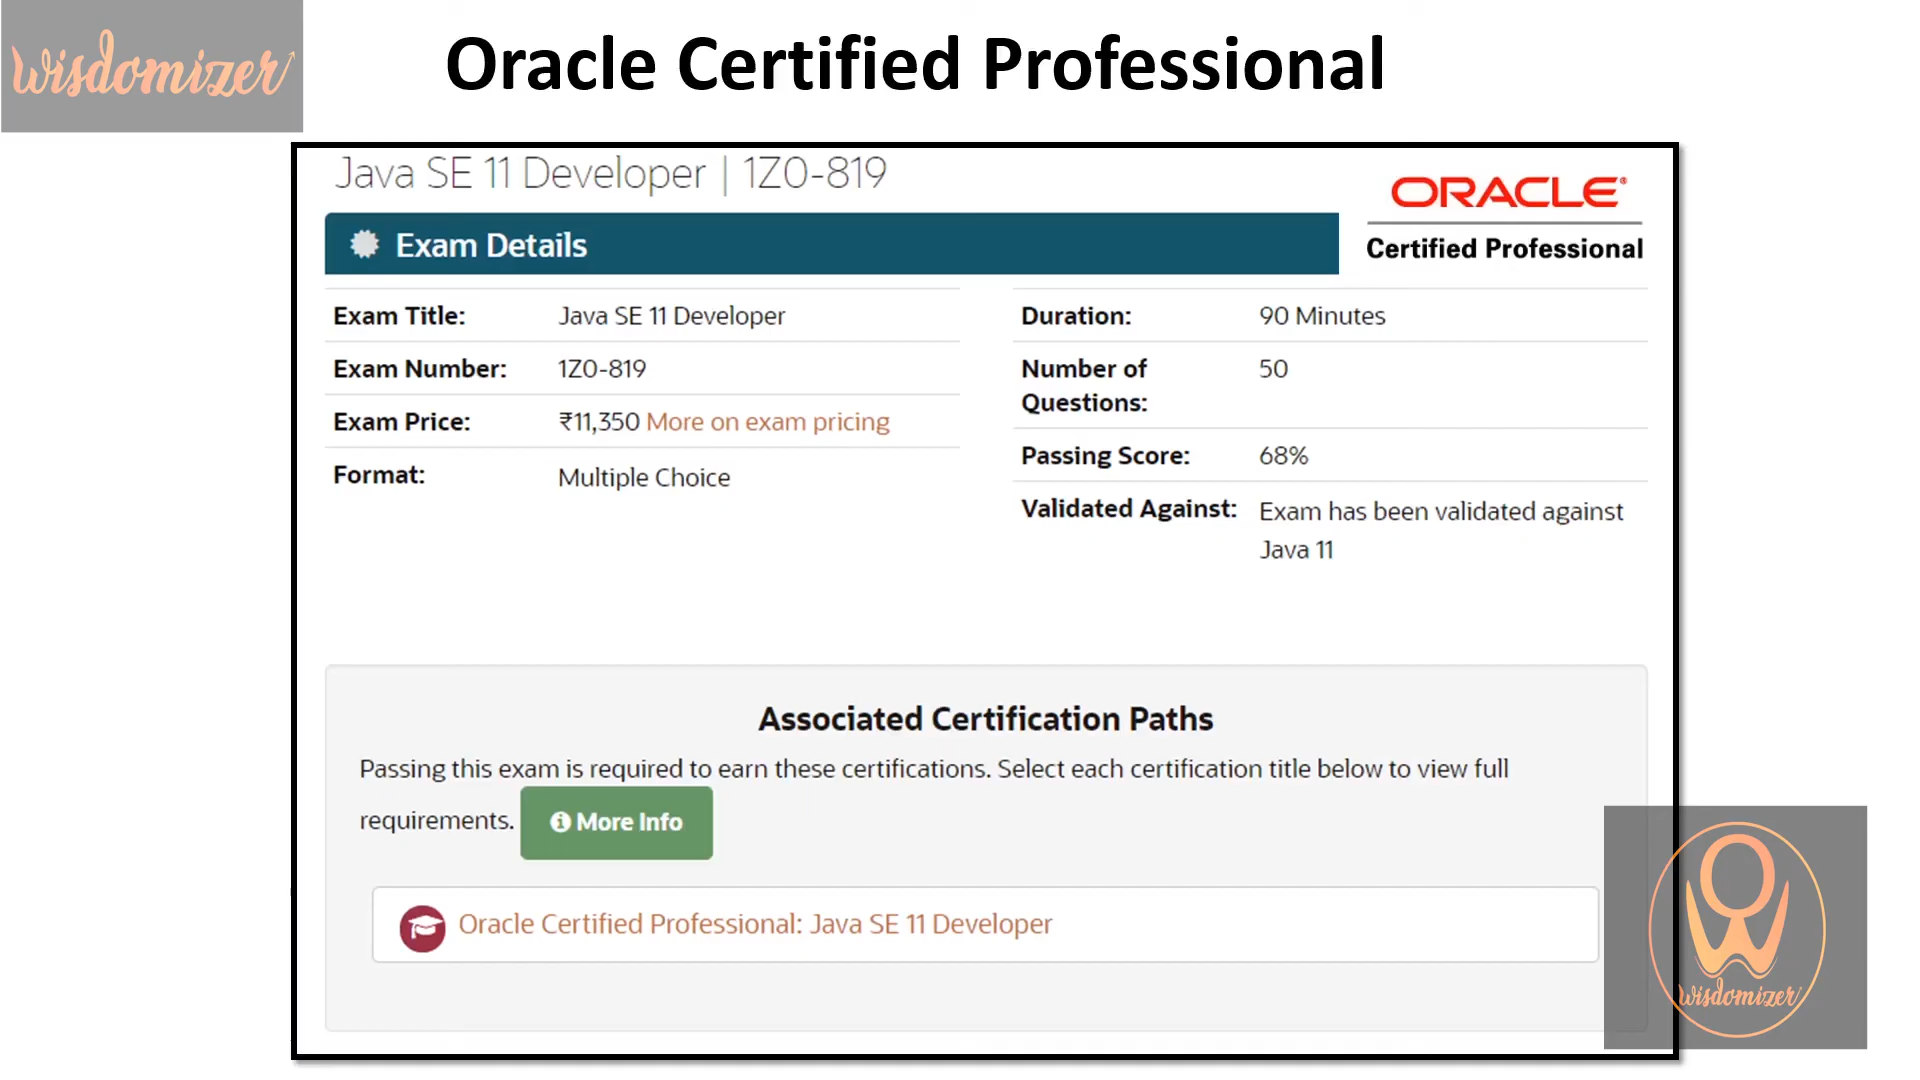 wisdomizer
Oracle Certified Professional
Java SE 11 Developer | 1Z0-819
ORACLE®
Certified Professional
Exam Details
Exam Title: Java SE 11 Developer
Exam Number: 1Z0-819
Exam Price: ₹11,350 More on exam pricing
Format: Multiple Choice
Duration: 90 Minutes
Number of 50
Questions:
Passing Score: 68%
Validated Against: Exam has been validated against
Java 11
Associated Certification Paths
Passing this exam is required to earn these certifications. Select each certification title below to view full
requirements. More Info
Oracle Certified Professional: Java SE 11 Developer
wisdomizer